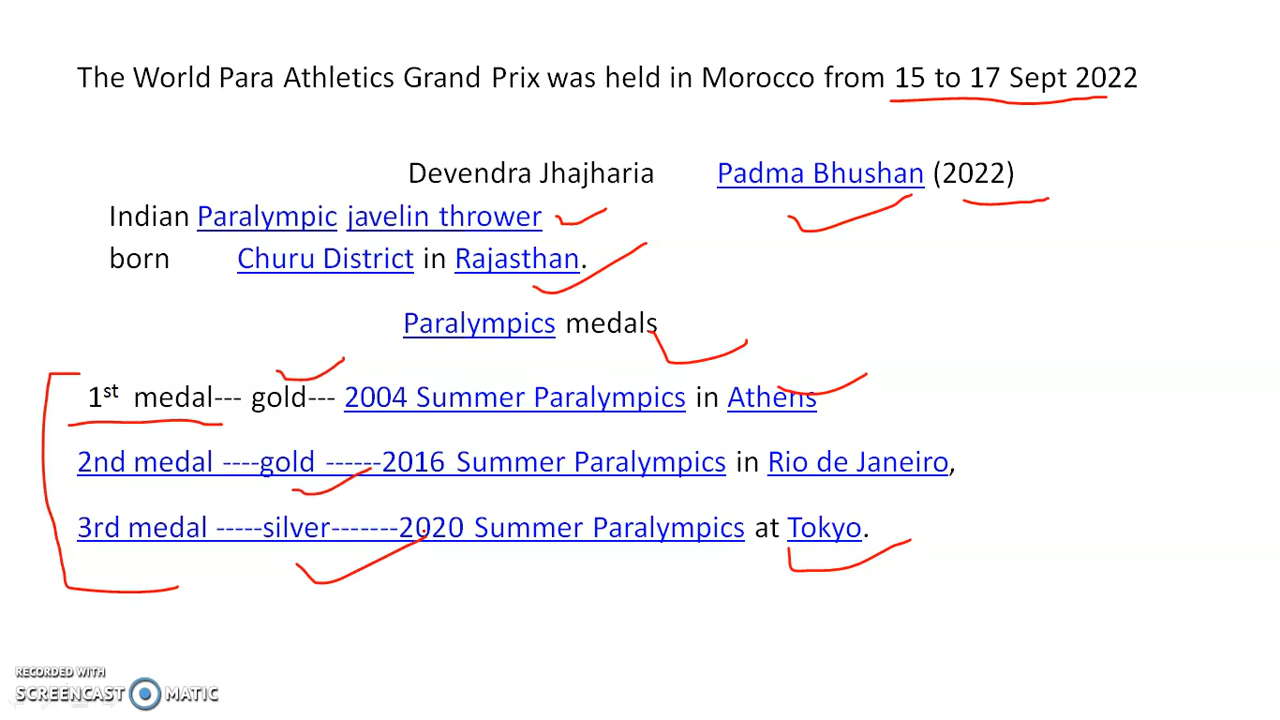 The World Para Athletics Grand Prix was held in Morocco from 15 to 17 Sept 2022
Devendra Jhajharia Padma Bhushan (2022)
Indian Paralympic javelin thrower
born Churu District in Rajasthan.
Paralympics medals
1st medal--- gold--- 2004 Summer Paralympics in Athens
2nd medal ----gold ------2016 Summer Paralympics in Rio de Janeiro,
3rd medal -----silver-------2020 Summer Paralympics at Tokyo.
RECORDED WITH
SCREENCAST MATIC